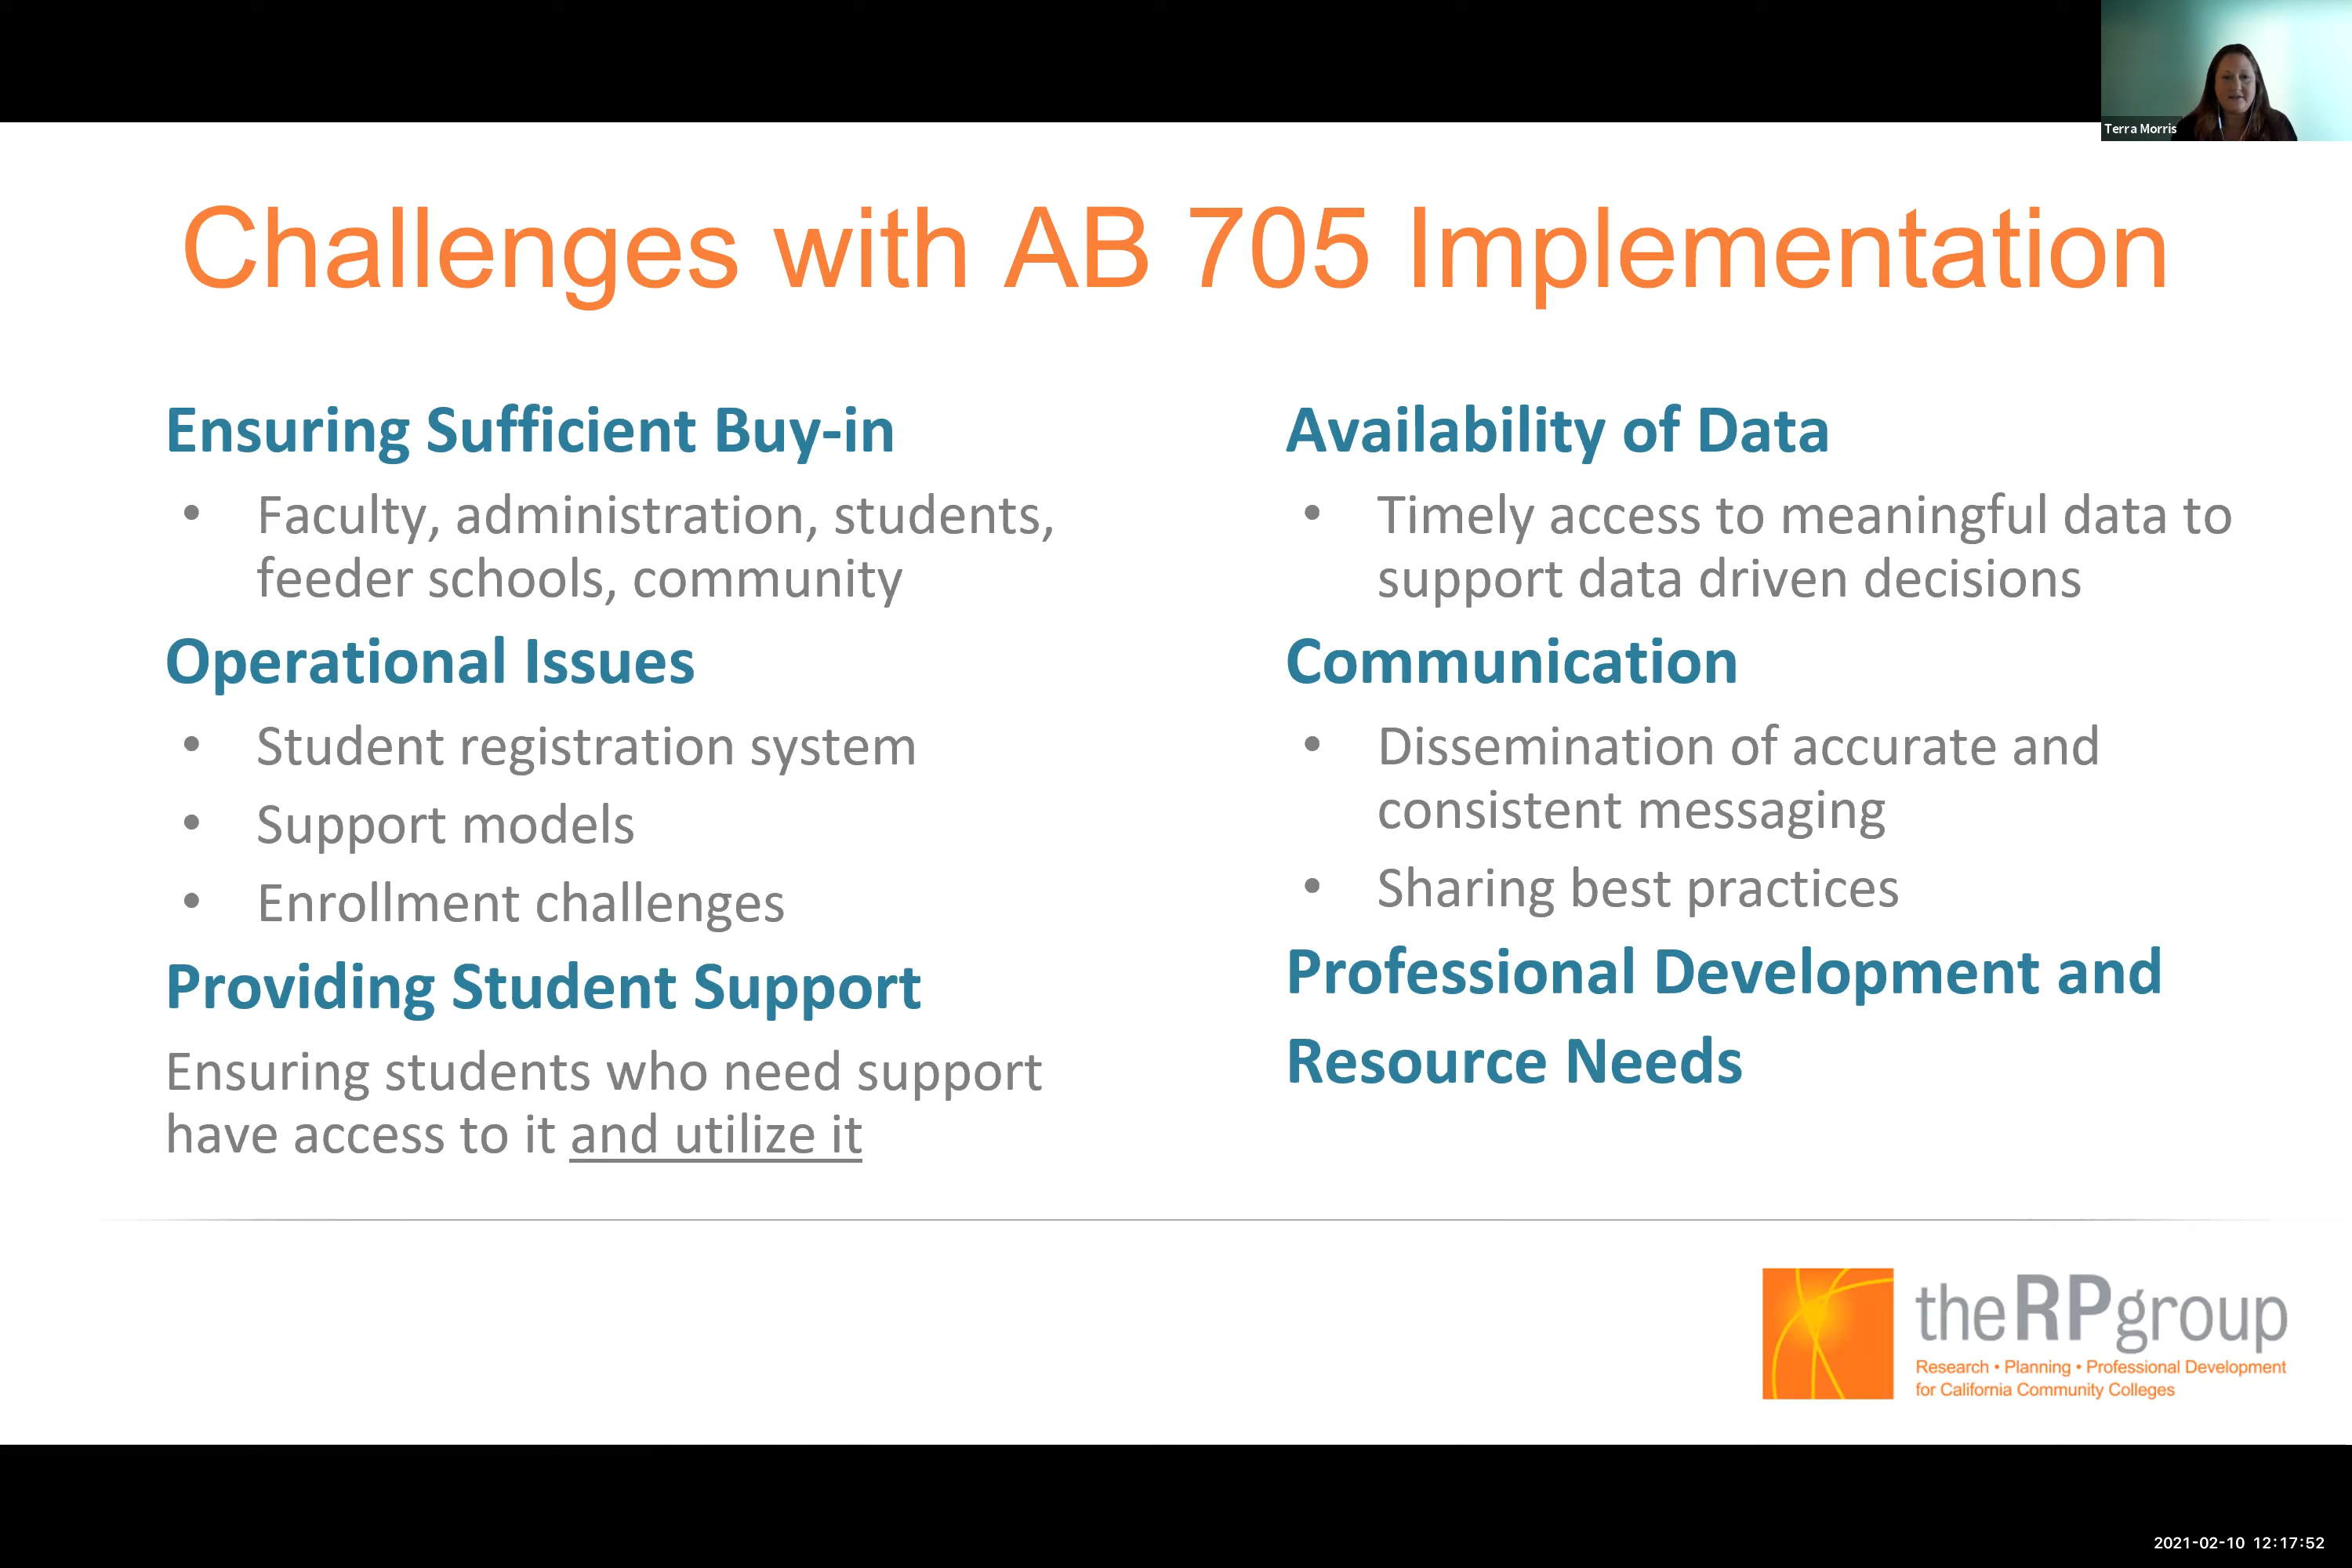 Terra Morris
Challenges with AB 705 Implementation
Ensuring Sufficient Buy-in
• Faculty, administration, students,
feeder schools, community
Operational Issues
• Student registration system
• Support models
• Enrollment challenges
Providing Student Support
Ensuring students who need support
have access to it and utilize it
Availability of Data
• Timely access to meaningful data to
support data driven decisions
Communication
• Dissemination of accurate and
consistent messaging
• Sharing best practices
Professional Development and
Resource Needs
theRPgroup
Research • Planning • Professional Development
for California Community Colleges
2021-02-10 12:17:52